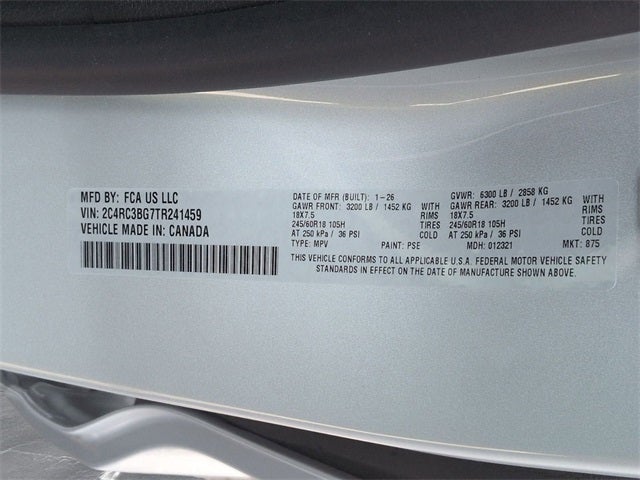 MFD BY: FCA US LLC
VIN: 2C4RC3BG7TR241459
VEHICLE MADE IN: CANADA
DATE OF MFR (BUILT): 1-26
GAWR FRONT: 3200 LB / 1452 KG WITH
18X7.5
245/60R18 105H TIRES
AT 250 kPa / 36 PSI COLD
TYPE: MPV PAINT: PSE
GVWR: 6300 LB / 2858 KG
GAWR REAR: 3200 LB / 1452 KG WITH
18X7.5
245/60R18 105H TIRES
AT 250 kPa / 36 PSI COLD
MDH: 012321 MKT: 875
THIS VEHICLE CONFORMS TO ALL APPLICABLE U.S.A. FEDERAL MOTOR VEHICLE SAFETY
STANDARDS IN EFFECT ON THE DATE OF MANUFACTURE SHOWN ABOVE.